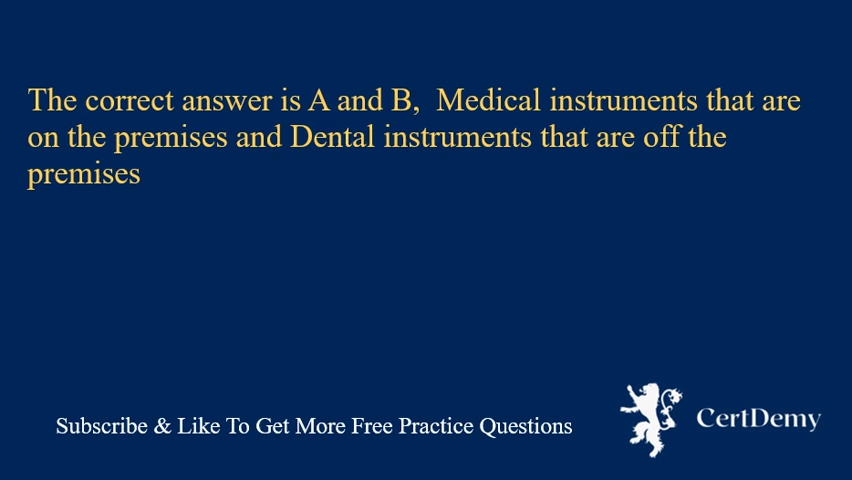 The correct answer is A and B,  Medical instruments that are
on the premises and Dental instruments that are off the
premises
Subscribe & Like To Get More Free Practice Questions
CertDemy